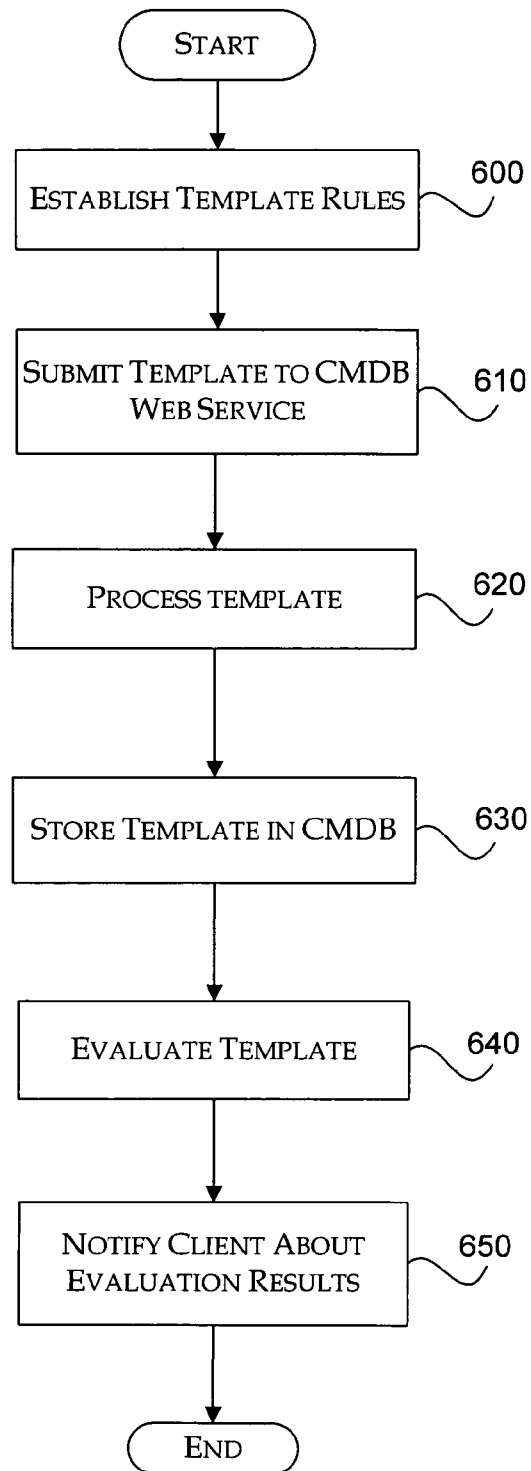 START
ESTABLISH TEMPLATE RULES
600
SUBMIT TEMPLATE TO CMDB
WEB SERVICE
610
PROCESS TEMPLATE
620
STORE TEMPLATE IN CMDB
630
EVALUATE TEMPLATE
640
NOTIFY CLIENT ABOUT
EVALUATION RESULTS
650
END